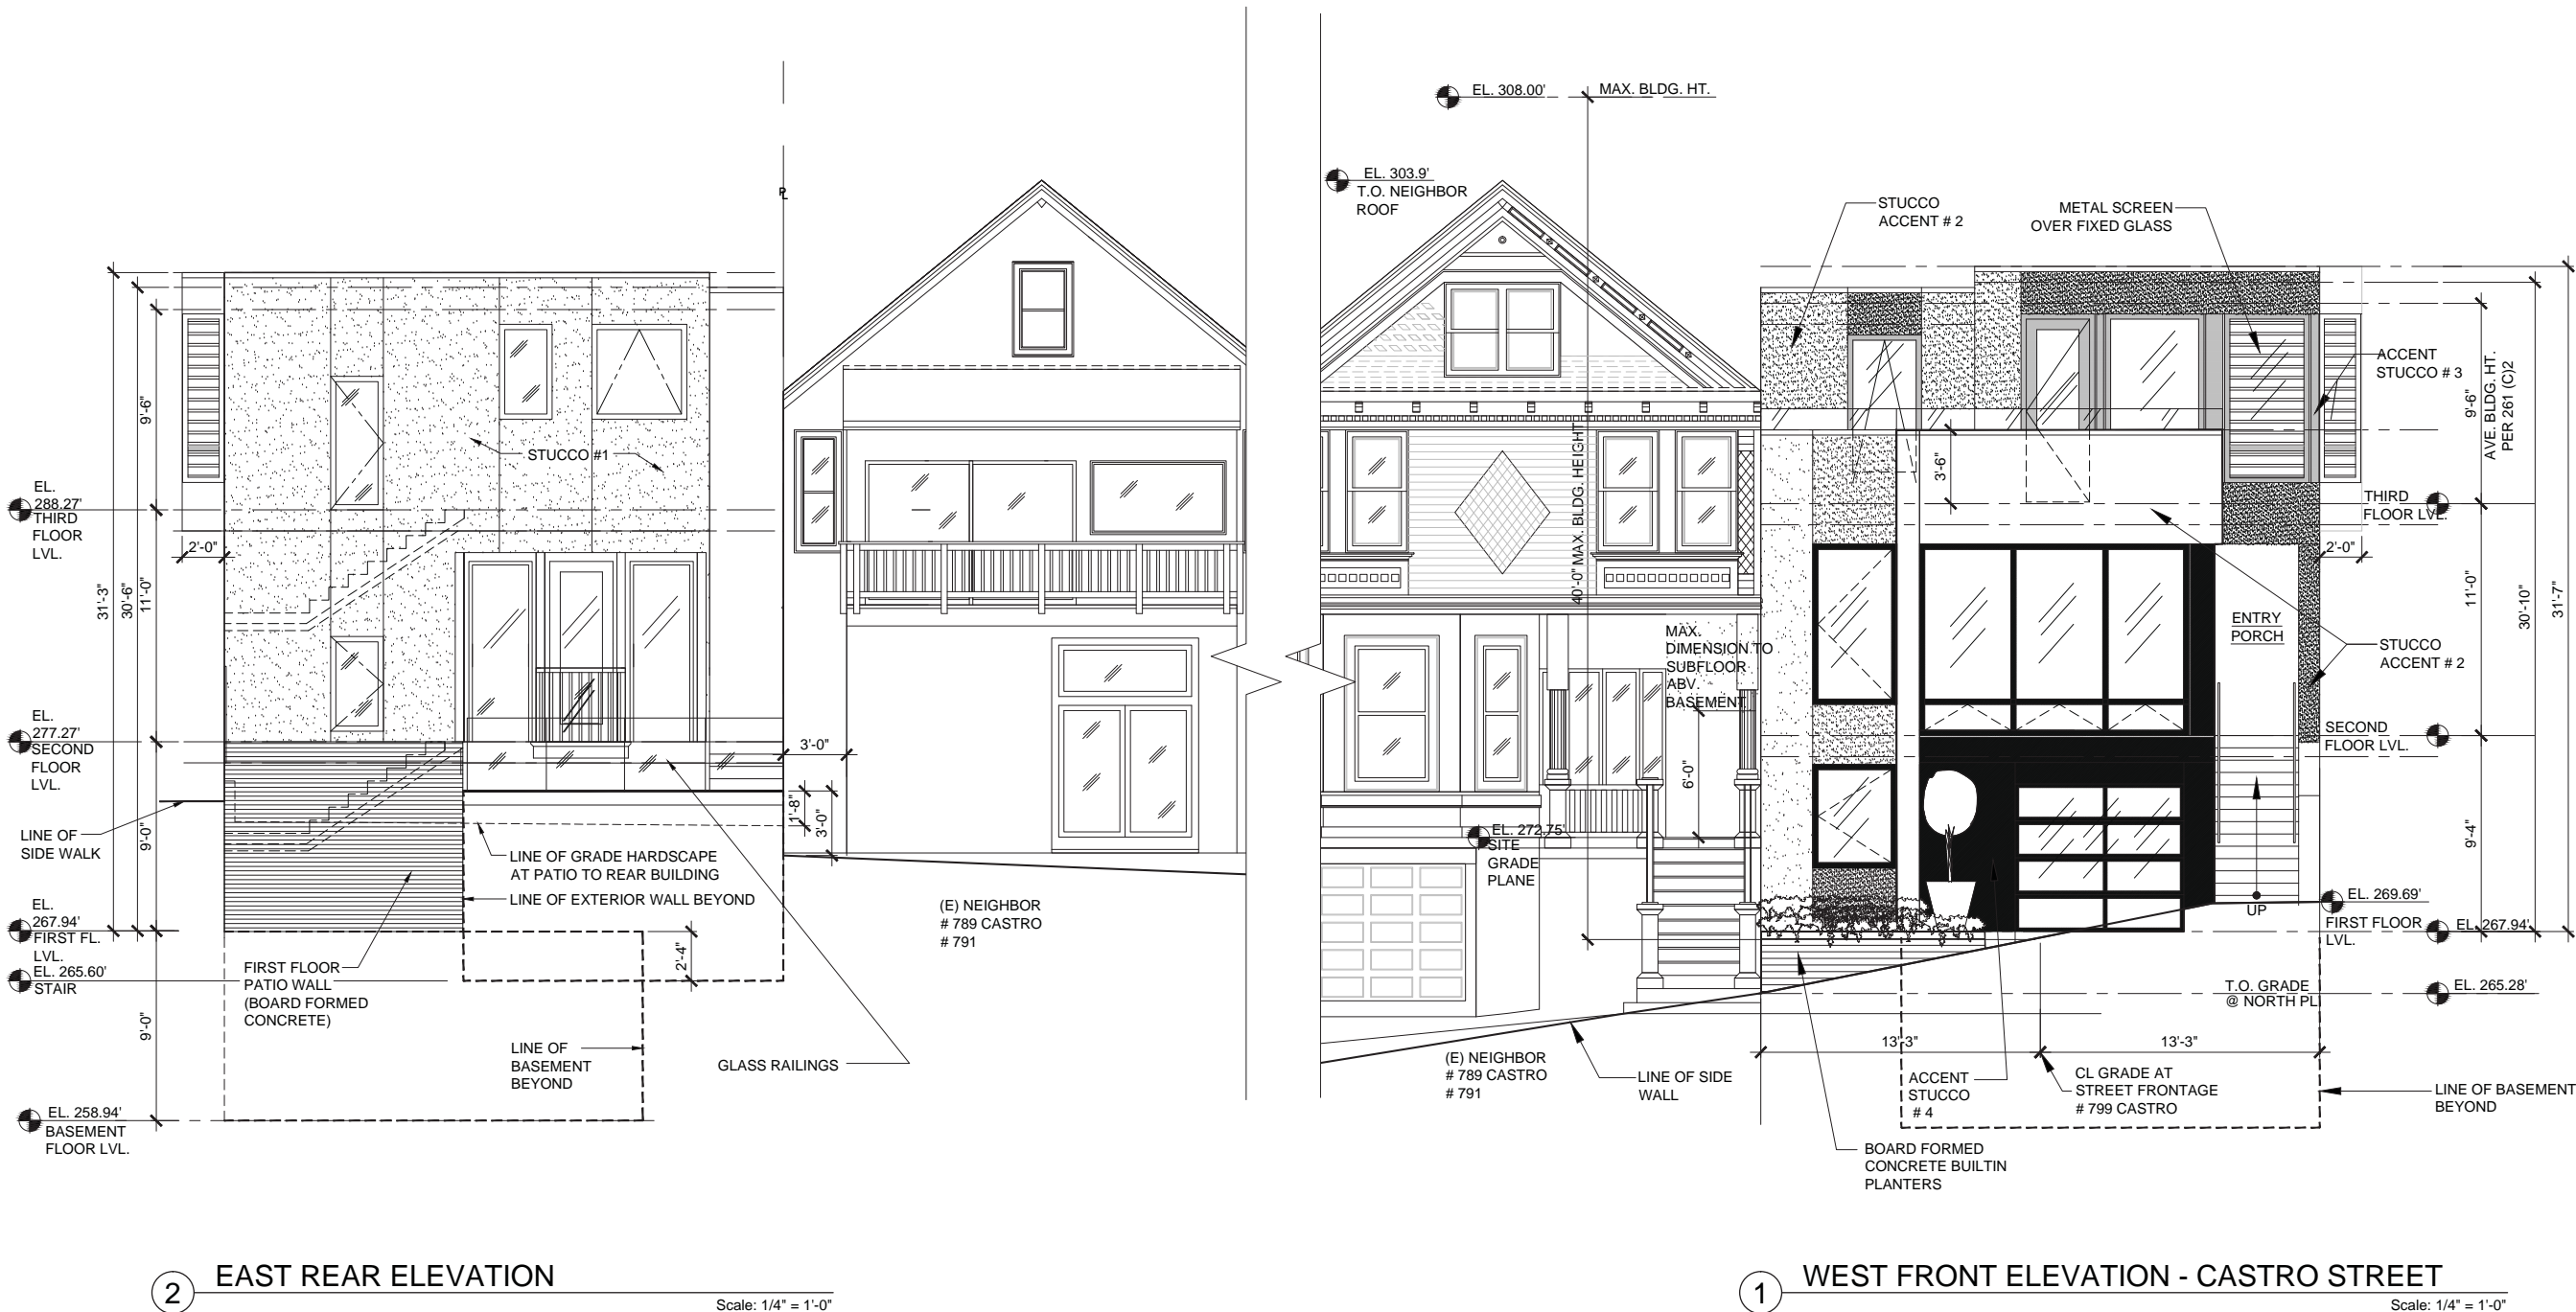 EL. 308.00'
MAX. BLDG. HT.
EL. 303.9'
T.O. NEIGHBOR
ROOF
STUCCO
ACCENT # 2
METAL SCREEN
OVER FIXED GLASS
ACCENT
STUCCO # 3
AVE. BLDG. HT.
PER 261 (C)2
9'-6"
9'-6"
STUCCO #1
EL.
288.27'
THIRD
FLOOR
LVL.
2'-0"
31'-3"
30'-6"
11'-0"
40'-0" MAX. BLDG. HEIGHT
3'-6"
THIRD
FLOOR LVL.
2'-0"
11'-0"
30'-10"
31'-7"
ENTRY
PORCH
STUCCO
ACCENT # 2
MAX.
DIMENSION TO
SUBFLOOR
ABV.
BASEMENT
6'-0"
EL.
277.27'
SECOND
FLOOR
LVL.
3'-0"
SECOND
FLOOR LVL.
1'-8"
3'-0"
9'-0"
9'-4"
LINE OF
SIDE WALK
LINE OF GRADE HARDSCAPE
AT PATIO TO REAR BUILDING
LINE OF EXTERIOR WALL BEYOND
EL. 272.75'
SITE
GRADE
PLANE
EL. 269.69'
UP
FIRST FLOOR
LVL.
EL. 267.94'
EL.
267.94'
FIRST FL.
LVL.
EL. 265.60'
STAIR
(E) NEIGHBOR
# 789 CASTRO
# 791
2'-4"
FIRST FLOOR
PATIO WALL
(BOARD FORMED
CONCRETE)
T.O. GRADE
@ NORTH PL
EL. 265.28'
9'-0"
LINE OF
BASEMENT
BEYOND
GLASS RAILINGS
13'-3"
13'-3"
(E) NEIGHBOR
# 789 CASTRO
# 791
LINE OF SIDE
WALL
ACCENT
STUCCO
# 4
CL GRADE AT
STREET FRONTAGE
# 799 CASTRO
LINE OF BASEMENT
BEYOND
EL. 258.94'
BASEMENT
FLOOR LVL.
BOARD FORMED
CONCRETE BUILTIN
PLANTERS
2 EAST REAR ELEVATION
Scale: 1/4" = 1'-0"
1 WEST FRONT ELEVATION - CASTRO STREET
Scale: 1/4" = 1'-0"